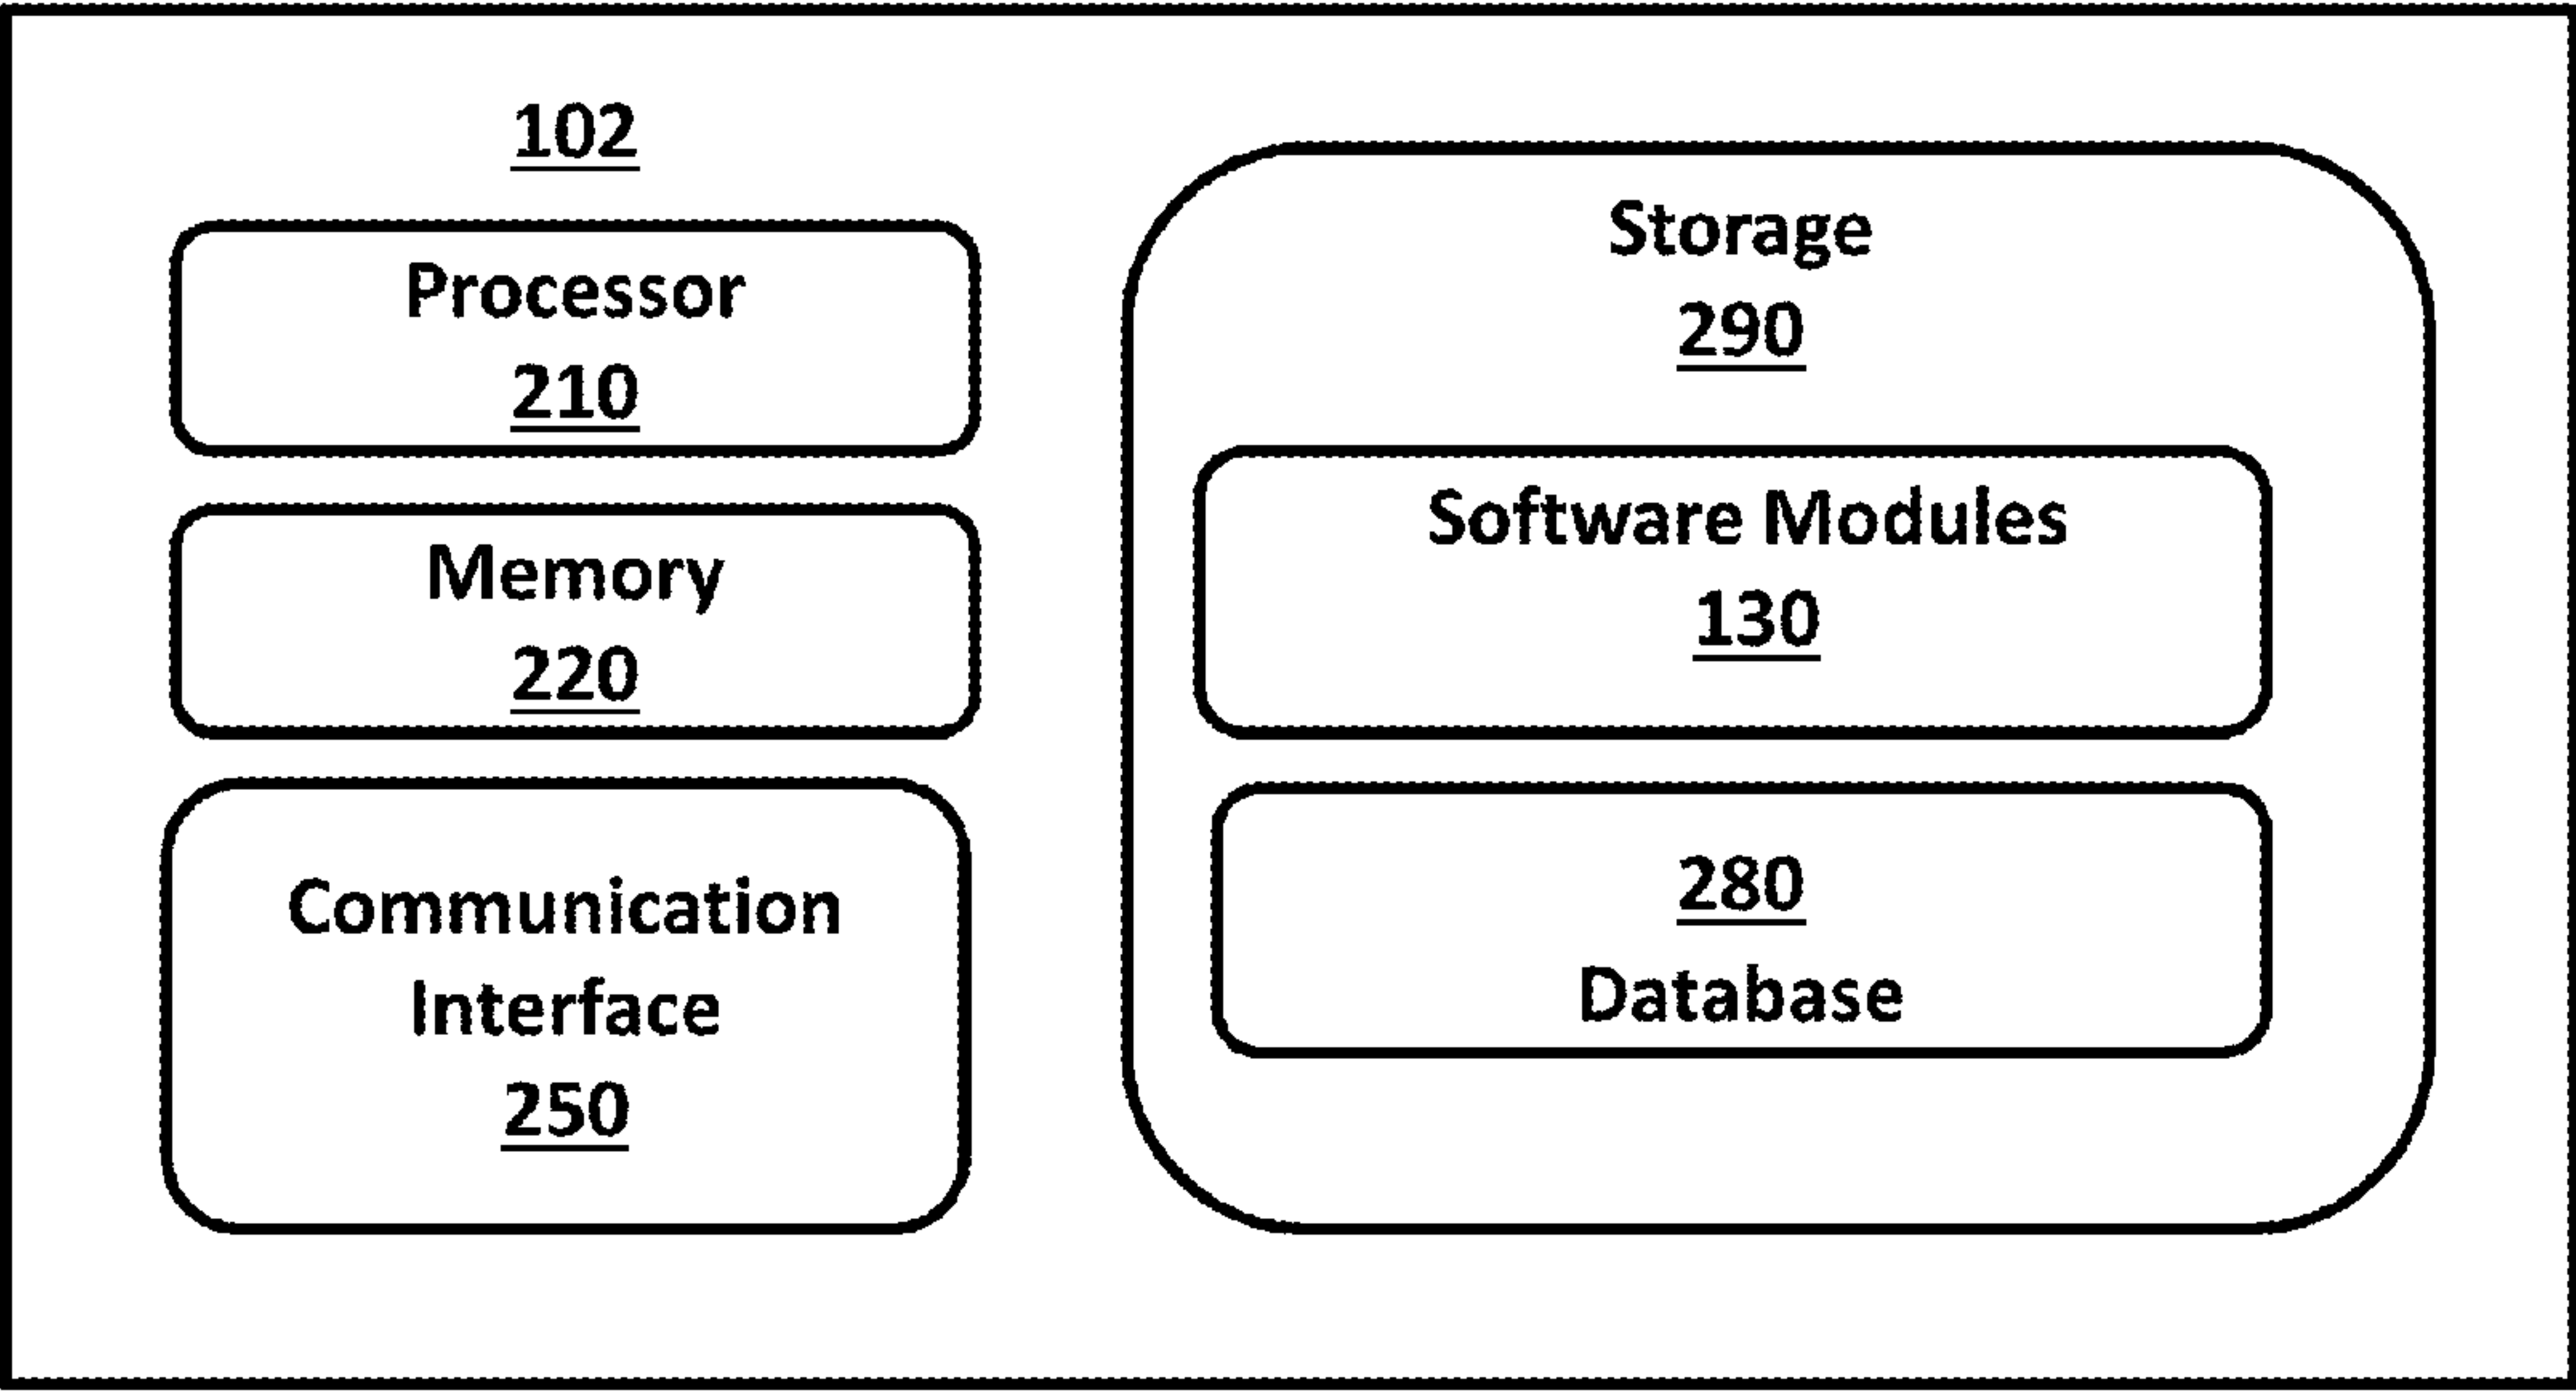 102
Processor
210
Memory
220
Communication
Interface
250
Storage
290
Software Modules
130
280
Database